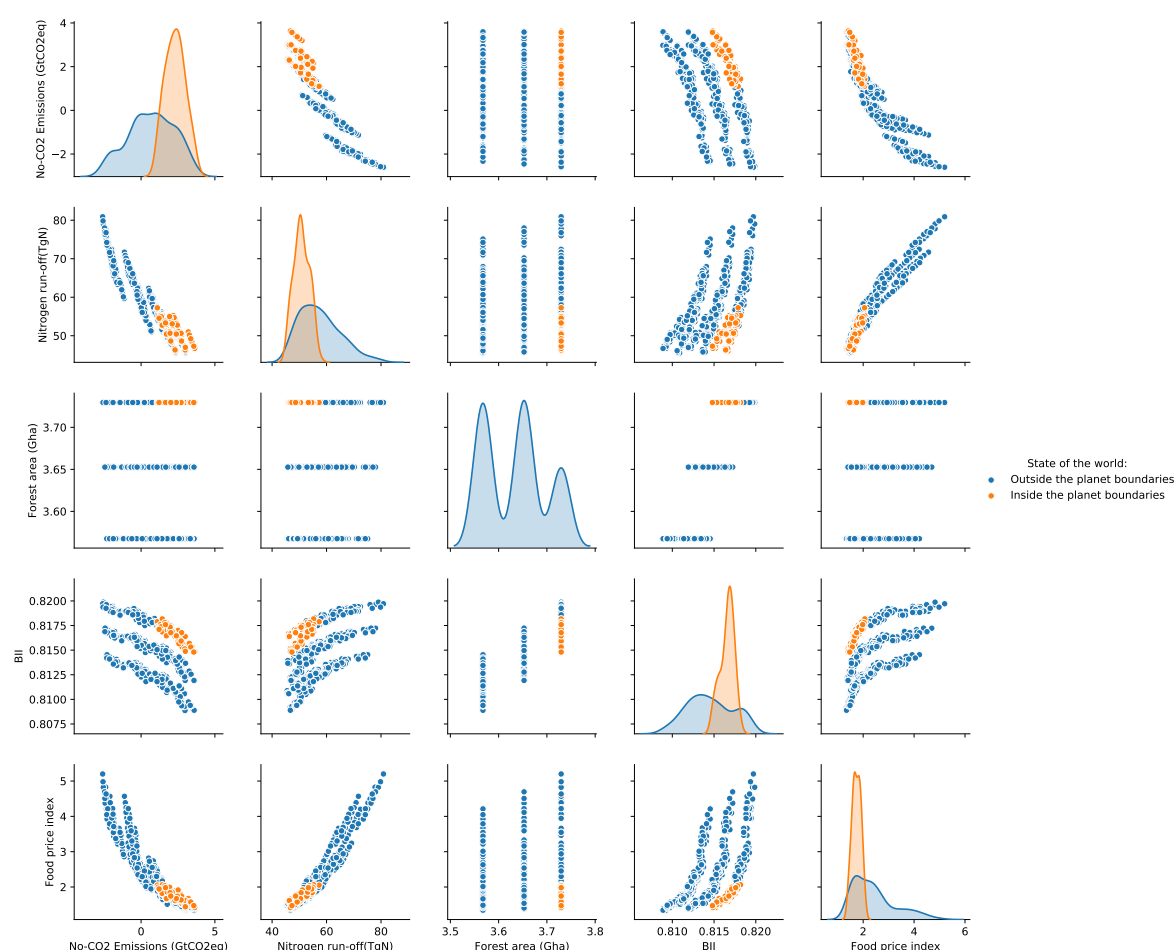 No-CO2 Emissions (GtCO2eq)
4
2
0
−2
Nitrogen run-off(TgN)
80
70
60
50
Forest area (Gha)
3.70
3.65
3.60
State of the world:
Outside the planet boundaries
Inside the planet boundaries
BII
0.8200
0.8175
0.8150
0.8125
0.8100
0.8075
Food price index
5
4
3
2
0 5 40 60 80 3.5 3.6 3.7 3.8 0.810 0.815 0.820 2 4 6
No-CO2 Emissions (GtCO2eq) Nitrogen run-off(TgN) Forest area (Gha) BII Food price index